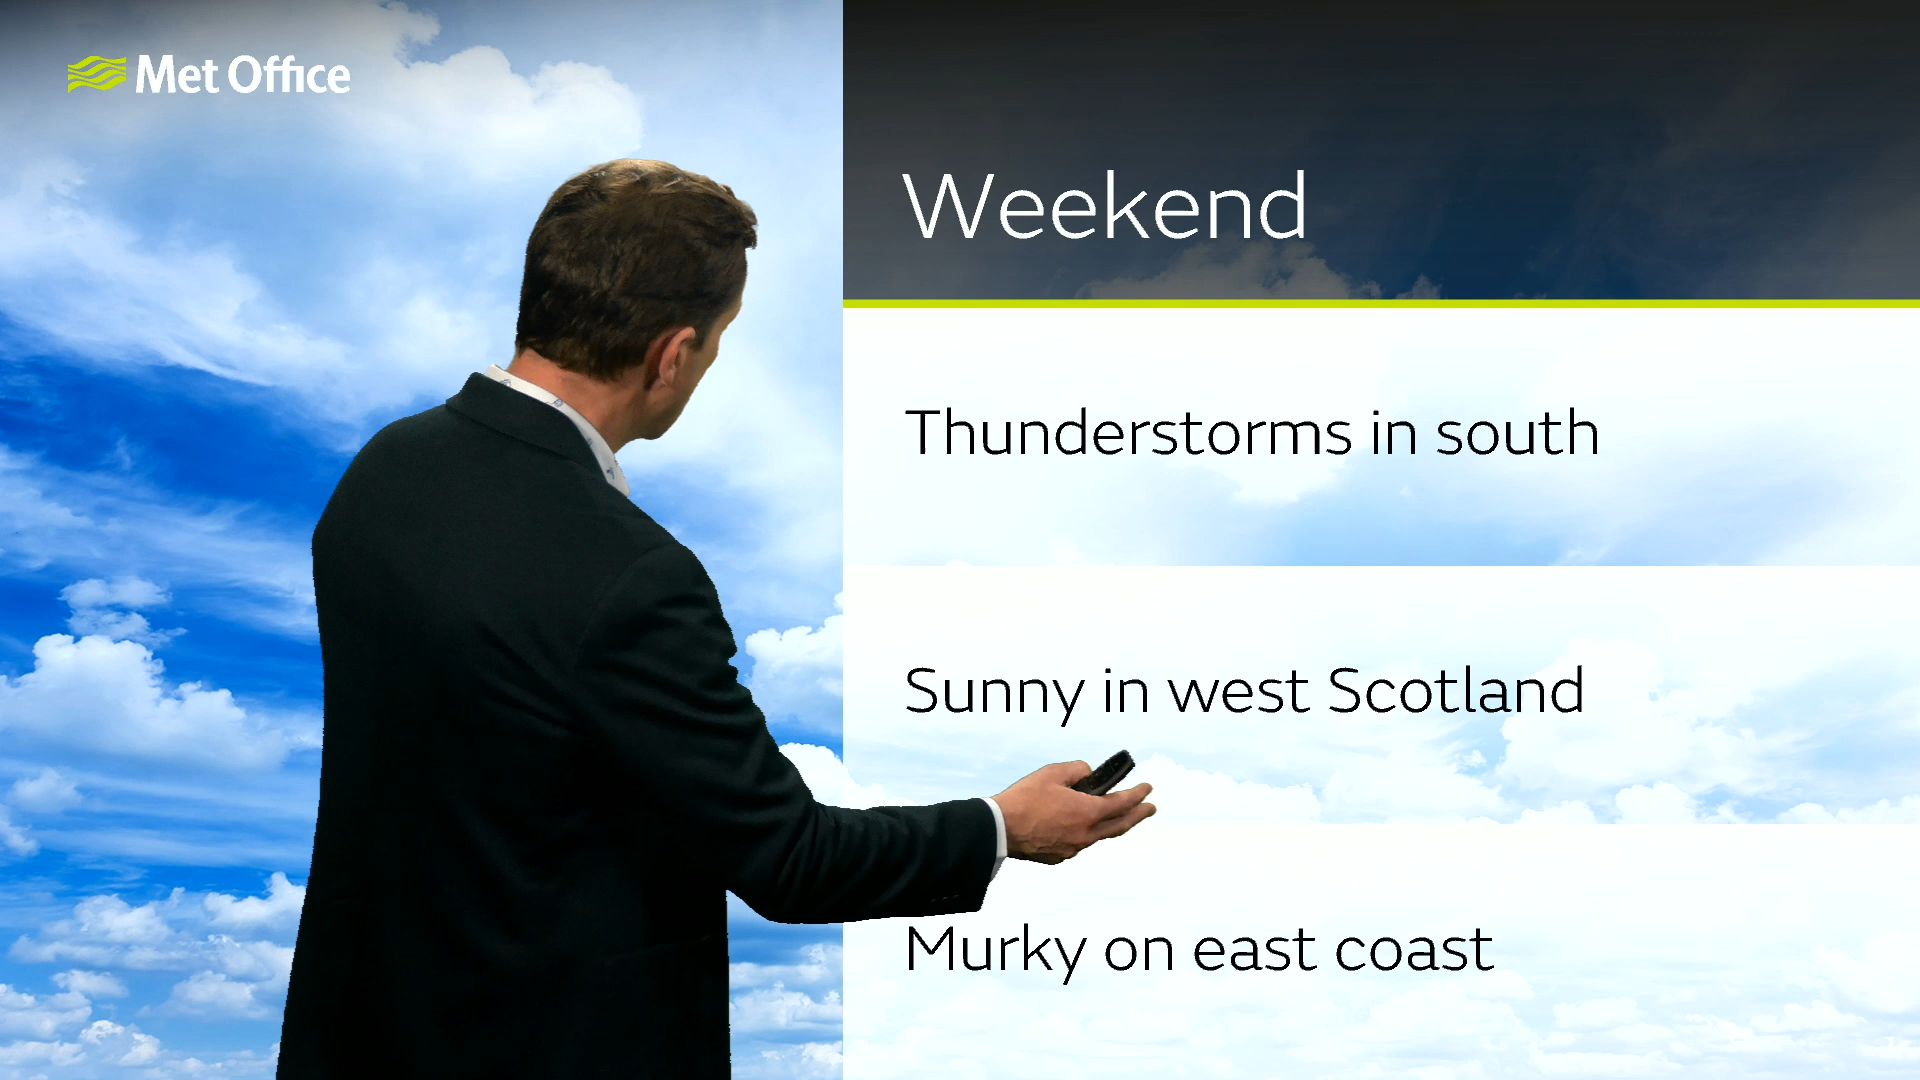 Met Office
Weekend
Thunderstorms in south
Sunny in west Scotland
Murky on east coast